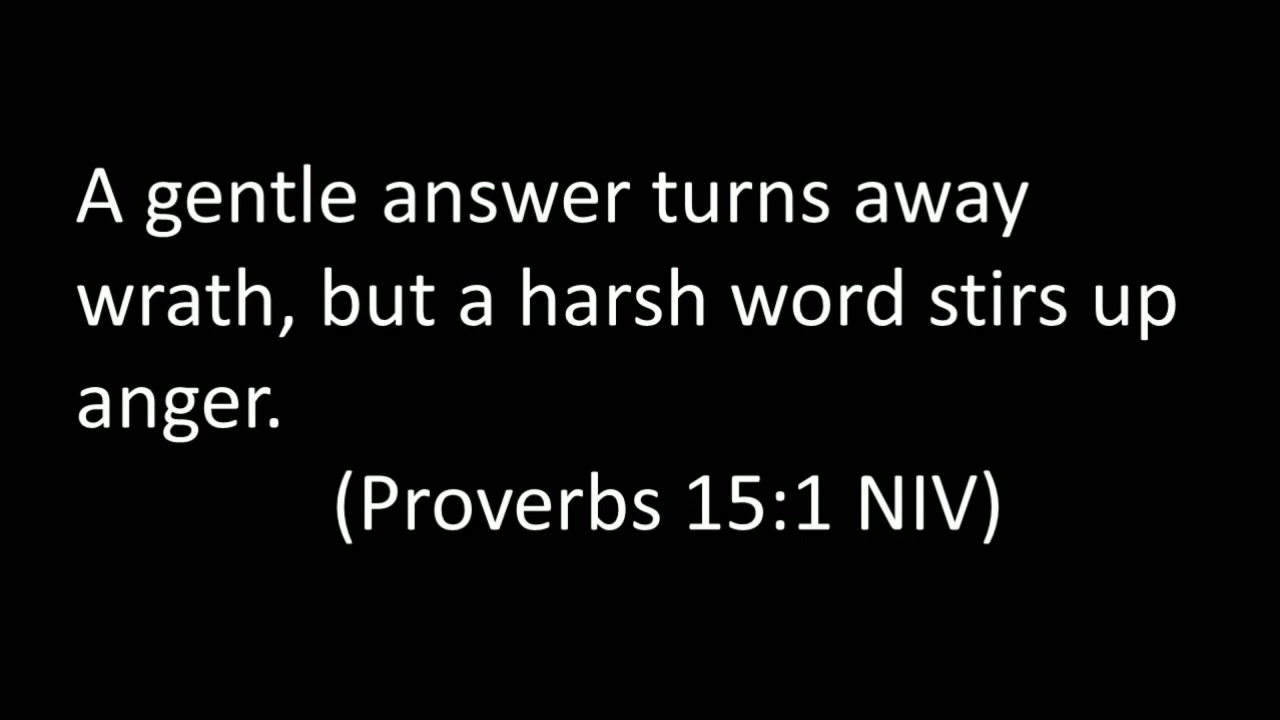 A gentle answer turns away
wrath, but a harsh word stirs up
anger.
(Proverbs 15:1 NIV)